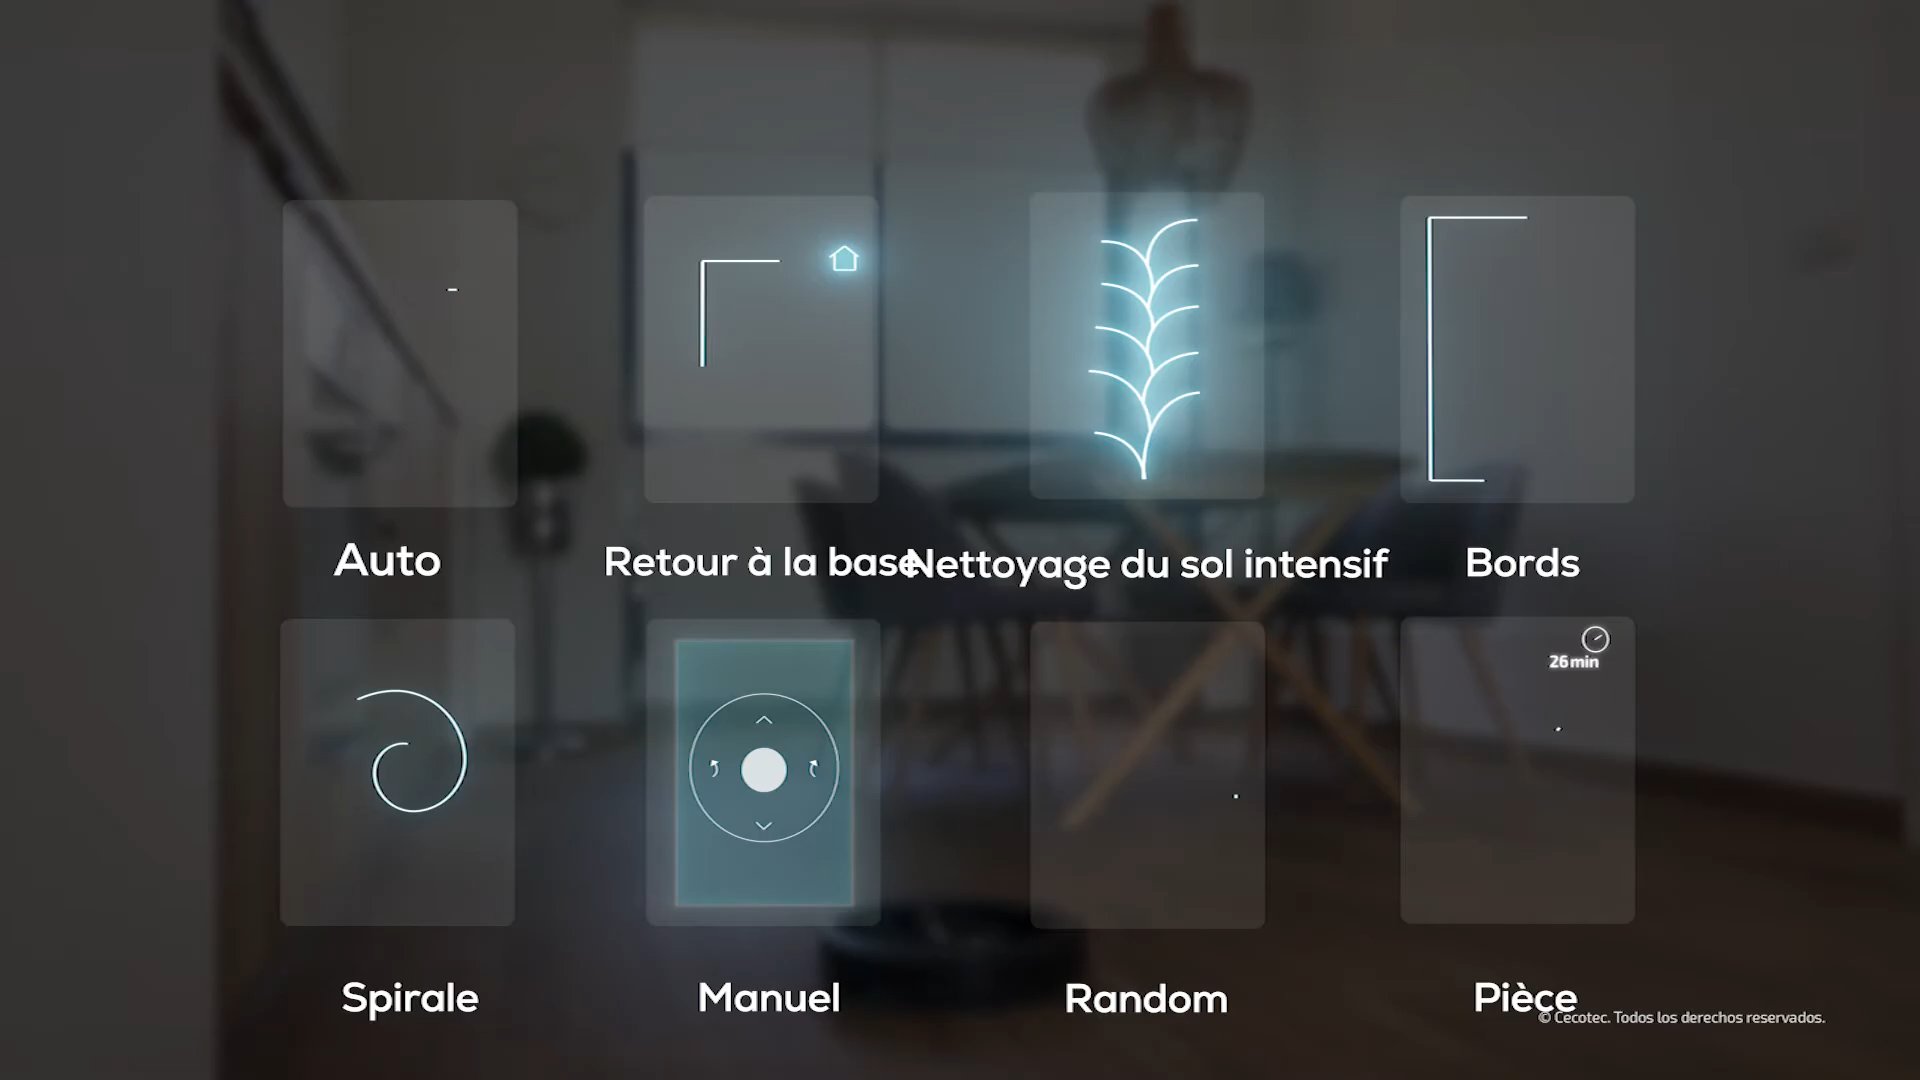 Auto
Retour à la base
Nettoyage du sol intensif
Bords
26 min
Spirale
Manuel
Random
Pièce
© Cecotec. Todos los derechos reservados.